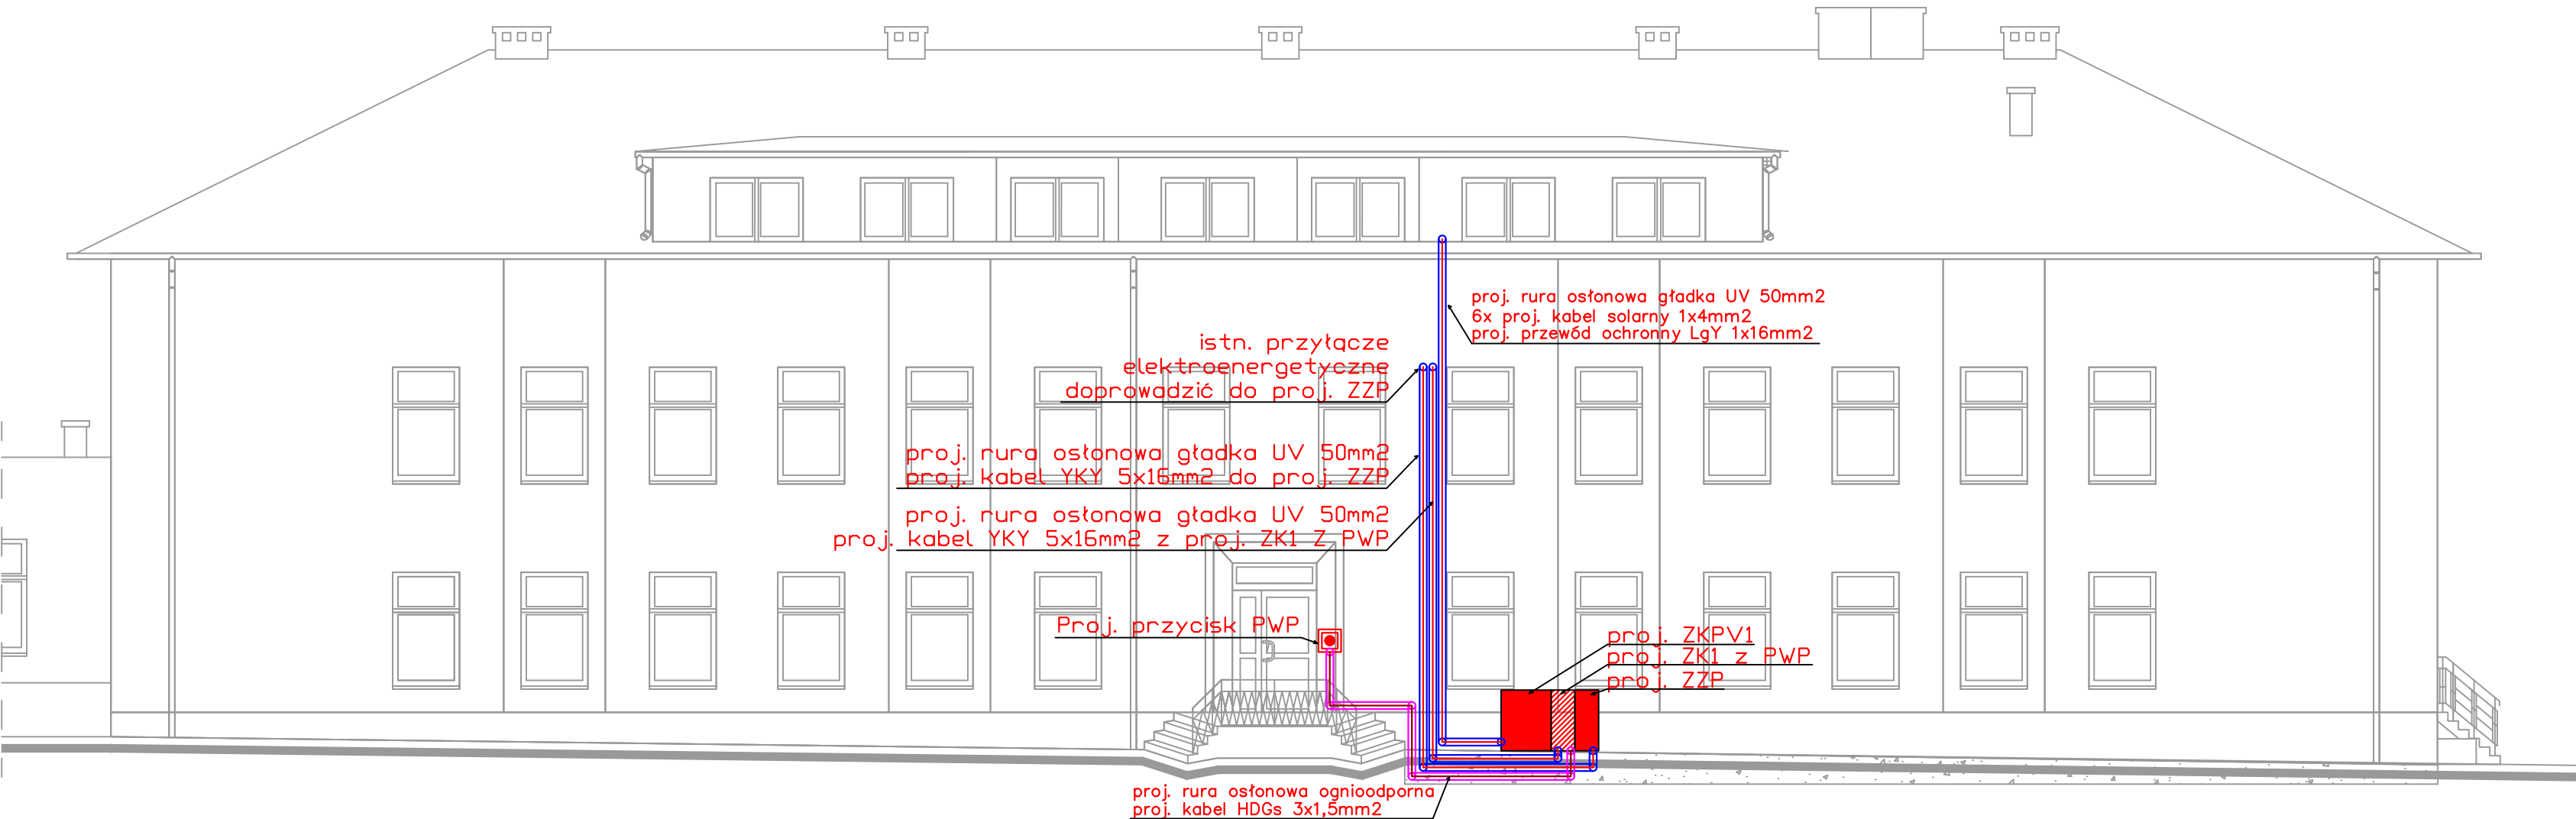 proj. rura osłonowa gładka UV 50mm2
6x proj. kabel solarny 1x4mm2
proj. przewód ochronny LgY 1x16mm2
istn. przyłącze
elektroenergetyczne
doprowadzić do proj. ZZP
proj. rura osłonowa gładka UV 50mm2
proj. kabel YKY 5x16mm2 do proj. ZZP
proj. rura osłonowa gładka UV 50mm2
proj. kabel YKY 5x16mm2 z proj. ZK1 Z PWP
Proj. przycisk PWP
proj. ZKPV1
proj. ZK1 z PWP
proj. ZZP
proj. rura osłonowa ognioodporna
proj. kabel HDGs 3x1,5mm2